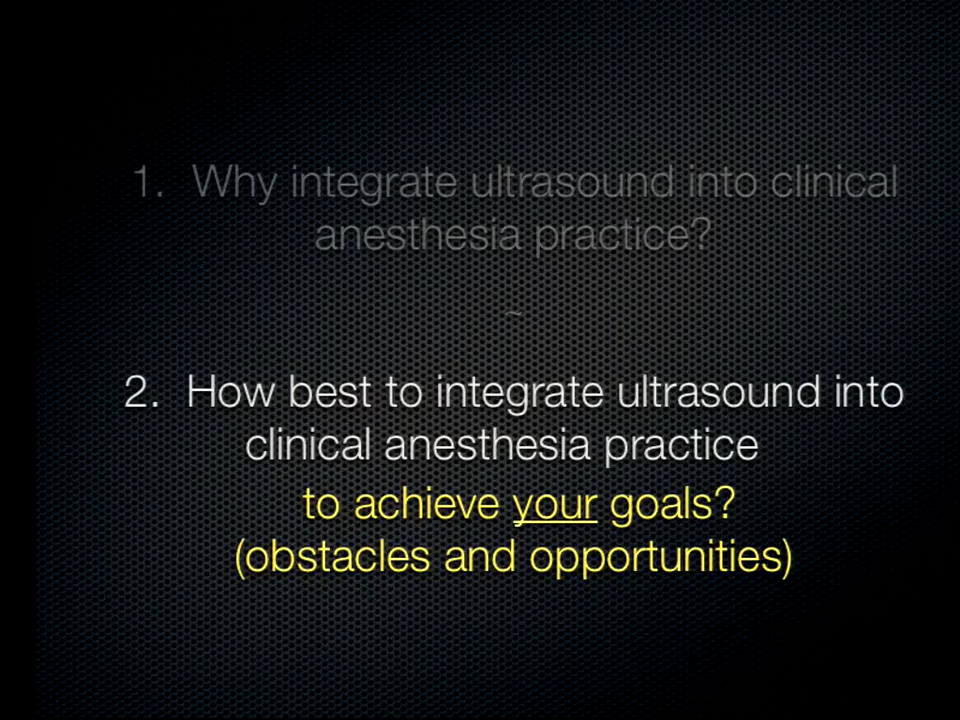 1. Why integrate ultrasound into clinical
anesthesia practice?
~
2. How best to integrate ultrasound into
clinical anesthesia practice
to achieve your goals?
(obstacles and opportunities)